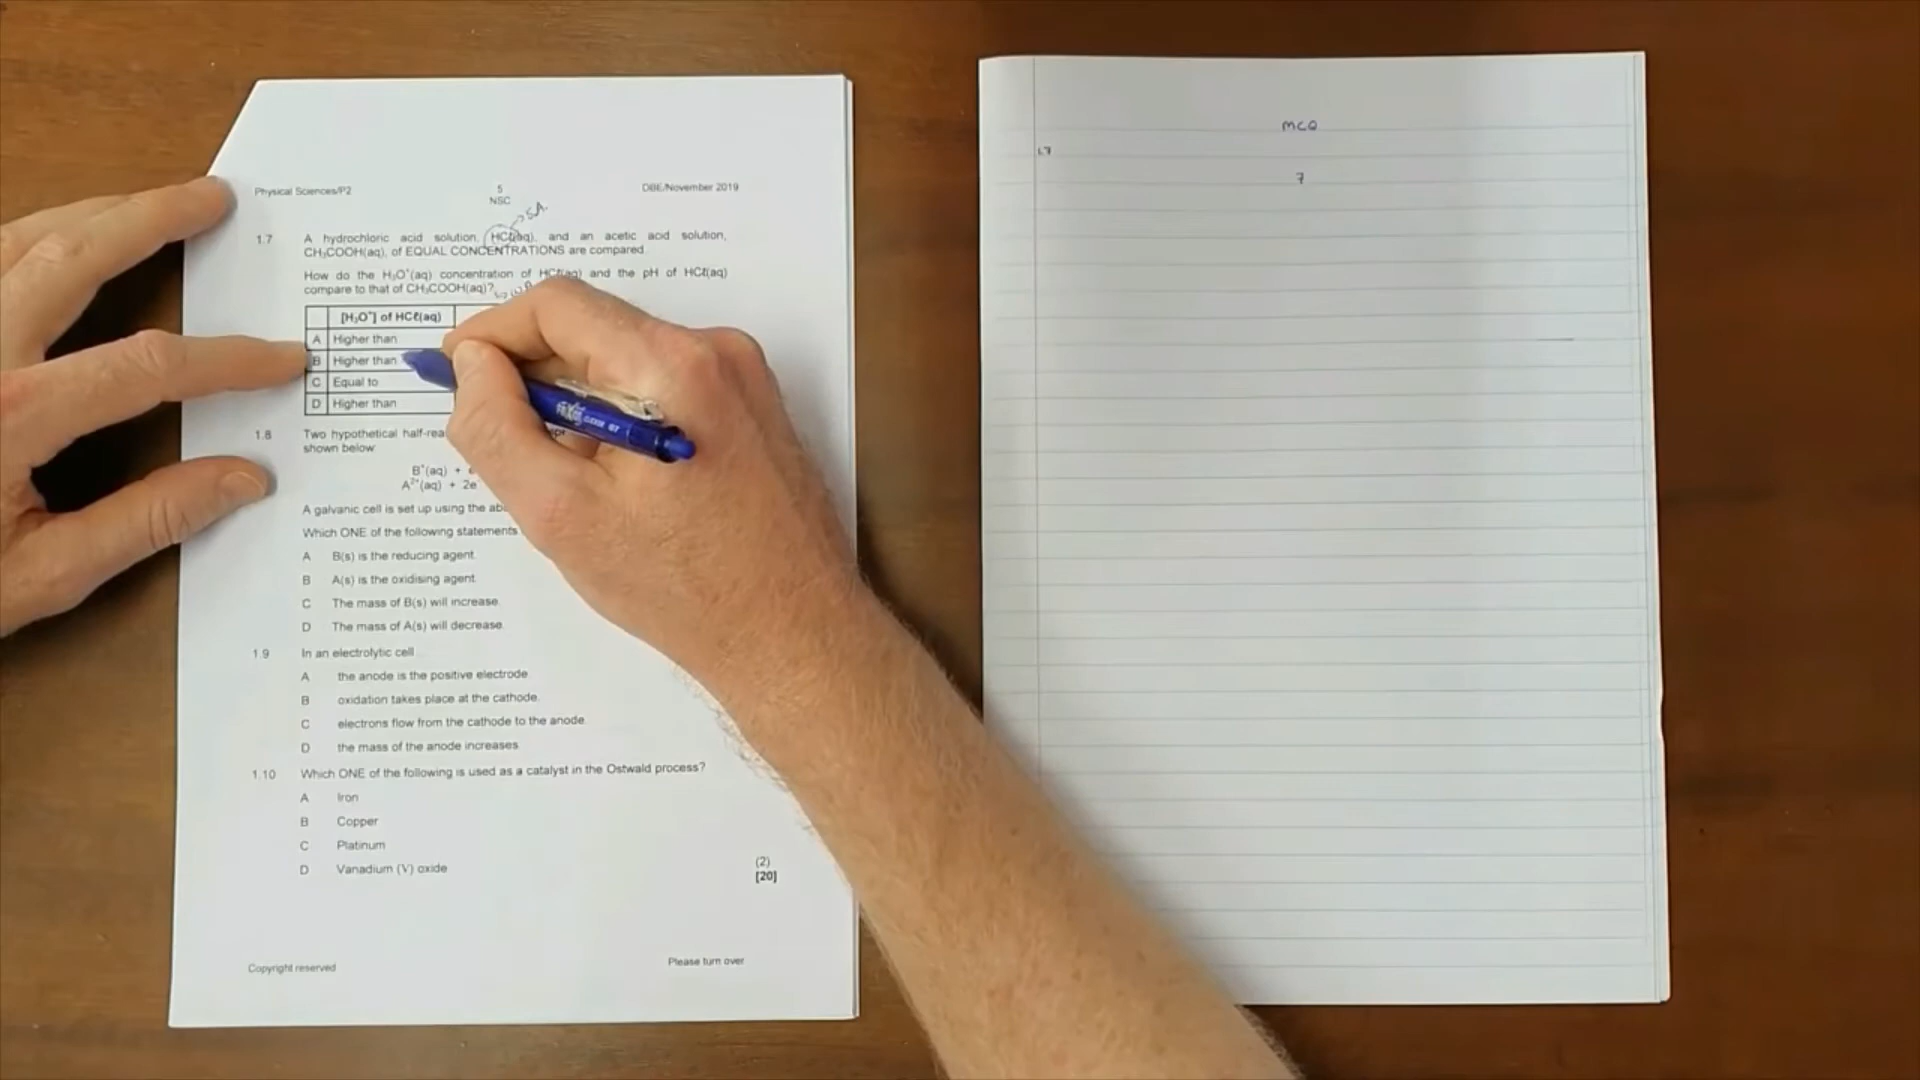 Physical Sciences/P2 5 DBE/November 2019
NSC
SA
1.7 A hydrochloric acid solution, HCℓ(aq), and an acetic acid solution,
CH₃COOH(aq), of EQUAL CONCENTRATIONS are compared.
How do the H₃O⁺(aq) concentration of HCℓ(aq) and the pH of HCℓ(aq)
compare to that of CH₃COOH(aq)?
[H₃O⁺] of HCℓ(aq)
A Higher than
B Higher than
C Equal to
D Higher than
1.8 Two hypothetical
shown below
B⁺(aq) +
A²⁺(aq) + 2e⁻
A galvanic cell is set up using the
Which ONE of the following statements
A B(s) is the reducing agent.
B A(s) is the oxidising agent.
C The mass of B(s) will increase.
D The mass of A(s) will decrease.
1.9 In an electrolytic cell
A the anode is the positive electrode.
B oxidation takes place at the cathode.
C electrons flow from the cathode to the anode.
D the mass of the anode increases.
1.10 Which ONE of the following is used as a catalyst in the Ostwald process?
A Iron
B Copper
C Platinum
D Vanadium (V) oxide (2)
[20]
Copyright reserved Please turn over
MCQ
1.7
7